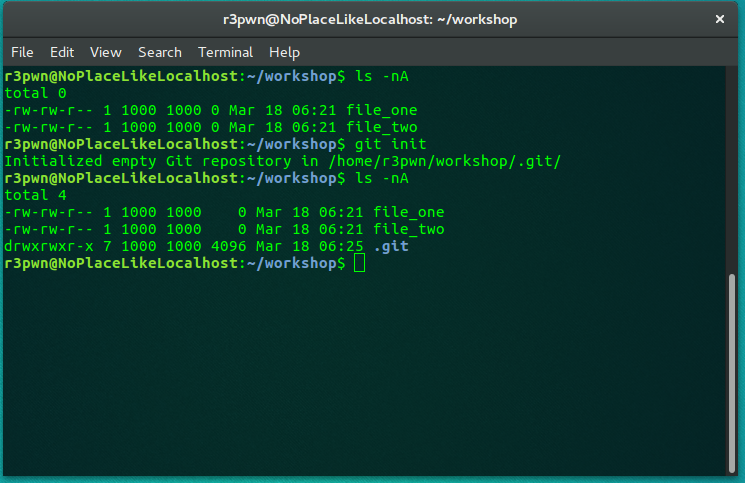 r3pwn@NoPlaceLikeLocalhost: ~/workshop ×
File Edit View Search Terminal Help
r3pwn@NoPlaceLikeLocalhost:~/workshop$ ls -nA
total 0
-rw-rw-r-- 1 1000 1000 0 Mar 18 06:21 file_one
-rw-rw-r-- 1 1000 1000 0 Mar 18 06:21 file_two
r3pwn@NoPlaceLikeLocalhost:~/workshop$ git init
Initialized empty Git repository in /home/r3pwn/workshop/.git/
r3pwn@NoPlaceLikeLocalhost:~/workshop$ ls -nA
total 4
-rw-rw-r-- 1 1000 1000    0 Mar 18 06:21 file_one
-rw-rw-r-- 1 1000 1000    0 Mar 18 06:21 file_two
drwxrwxr-x 7 1000 1000 4096 Mar 18 06:25 .git
r3pwn@NoPlaceLikeLocalhost:~/workshop$